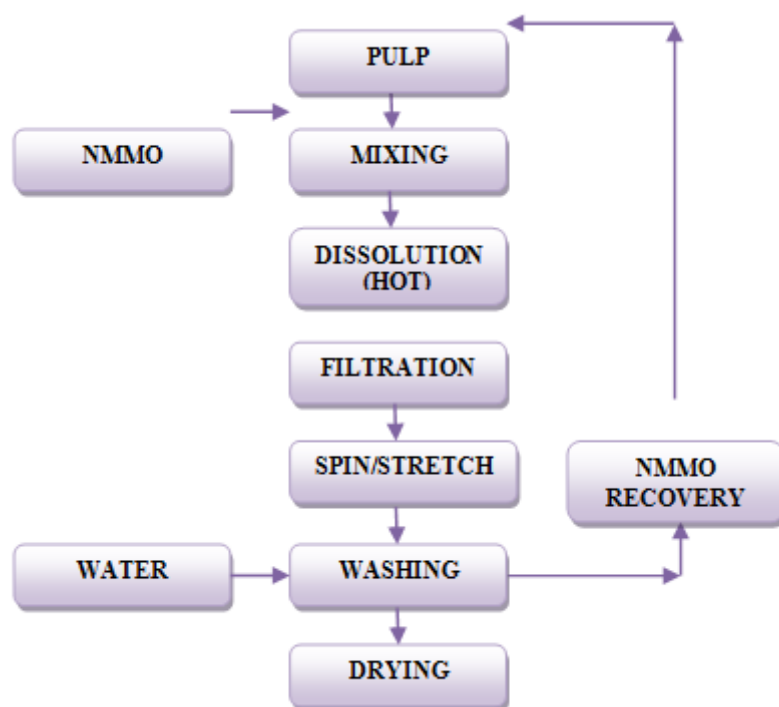 PULP
NMMO
MIXING
DISSOLUTION
(HOT)
FILTRATION
SPIN/STRETCH
NMMO
RECOVERY
WATER
WASHING
DRYING